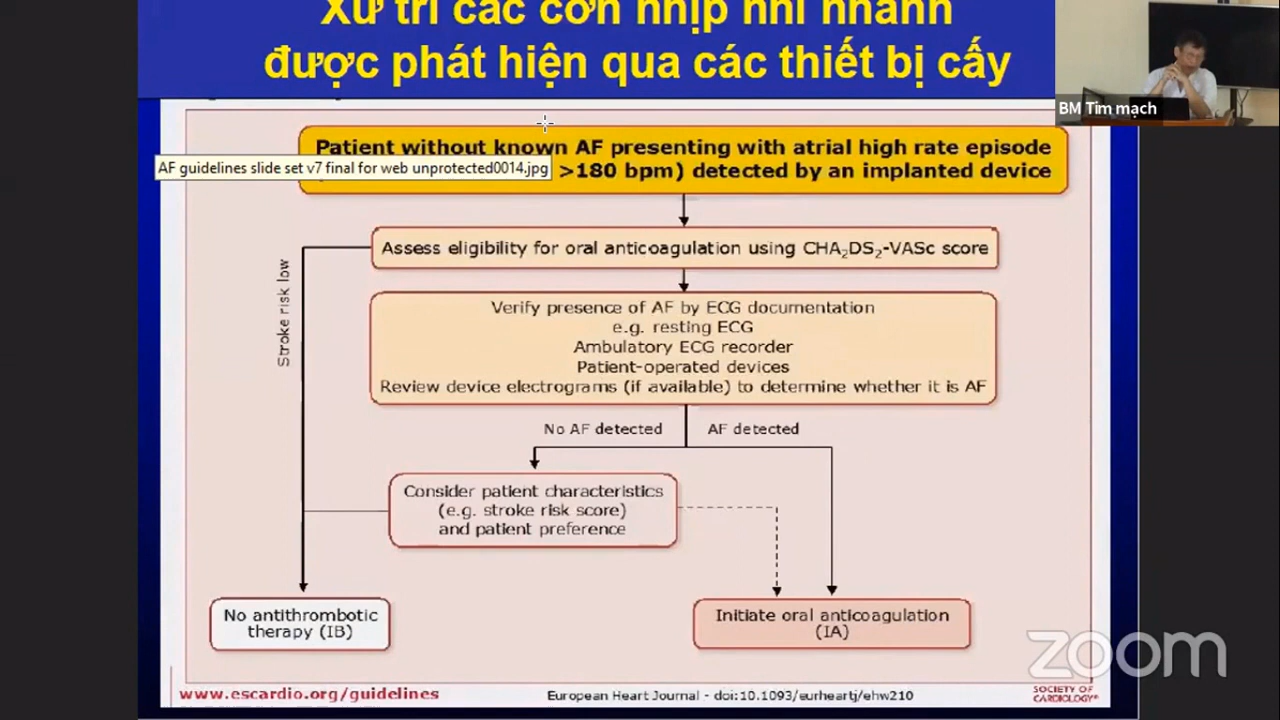 Xử trí các cơn nhịp nhĩ nhanh
được phát hiện qua các thiết bị cấy
BM Tim mạch
Patient without known AF presenting with atrial high rate episode
AF guidelines slide set v7 final for web unprotected0014.jpg
>180 bpm) detected by an implanted device
Assess eligibility for oral anticoagulation using CHA₂DS₂-VASc score
Stroke risk low
Verify presence of AF by ECG documentation
e.g. resting ECG
Ambulatory ECG recorder
Patient-operated devices
Review device electrograms (if available) to determine whether it is AF
No AF detected
AF detected
Consider patient characteristics
(e.g. stroke risk score)
and patient preference
No antithrombotic
therapy (IB)
Initiate oral anticoagulation
(IA)
zoom
www.escardio.org/guidelines
European Heart Journal - doi:10.1093/eurheartj/ehw210
SOCIETY OF
CARDIOLOGY®